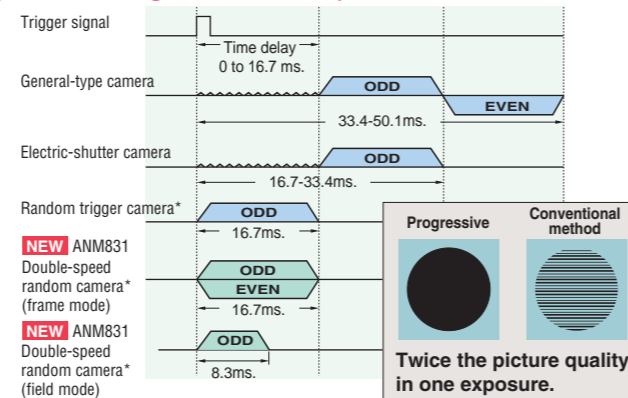 Trigger signal
Time delay
0 to 16.7 ms.
General-type camera
ODD
EVEN
33.4-50.1ms.
Electric-shutter camera
ODD
16.7-33.4ms.
Random trigger camera*
ODD
16.7ms.
NEW ANM831
Double-speed
random camera*
(frame mode)
ODD
EVEN
16.7ms.
NEW ANM831
Double-speed
random camera*
(field mode)
ODD
8.3ms.
Progressive
Conventional
method
Twice the picture quality
in one exposure.